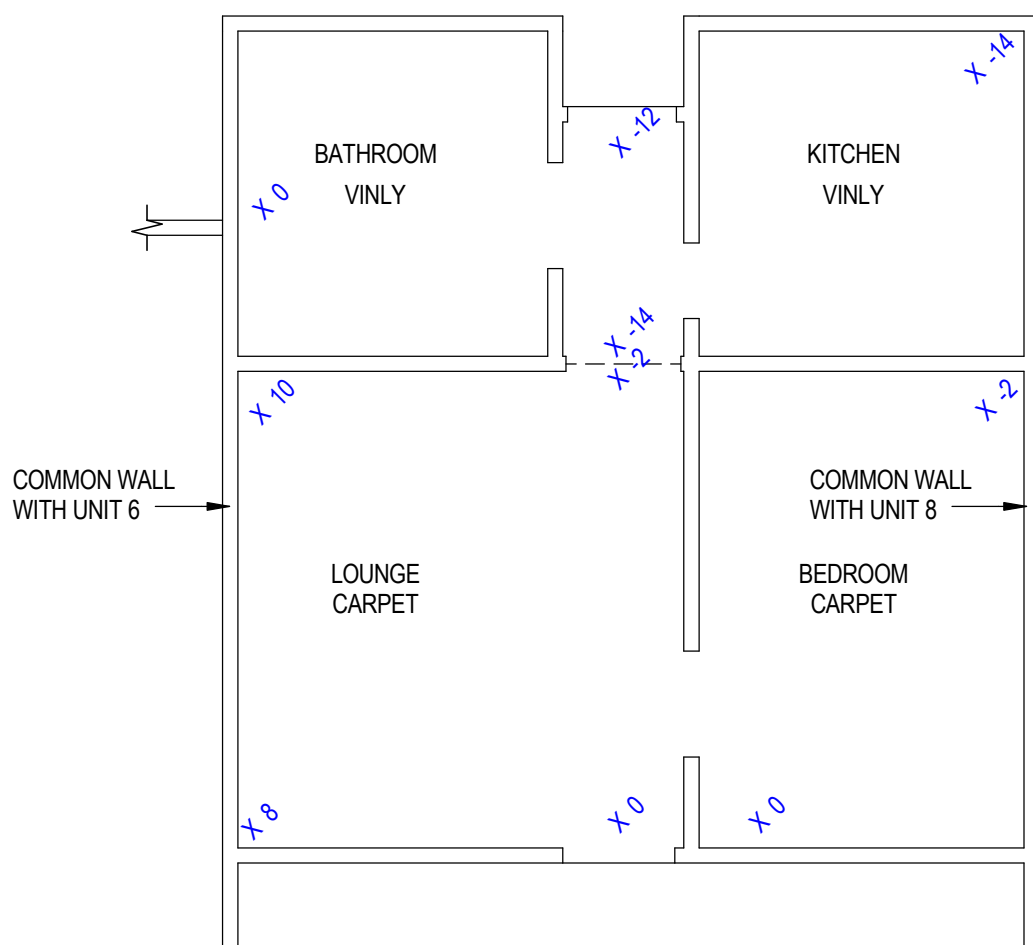 X -14
X -12
BATHROOM
VINLY
KITCHEN
VINLY
X 0
X -14
X -2
X 10
X -2
COMMON WALL
WITH UNIT 6
COMMON WALL
WITH UNIT 8
LOUNGE
CARPET
BEDROOM
CARPET
X 8
X 0
X 0